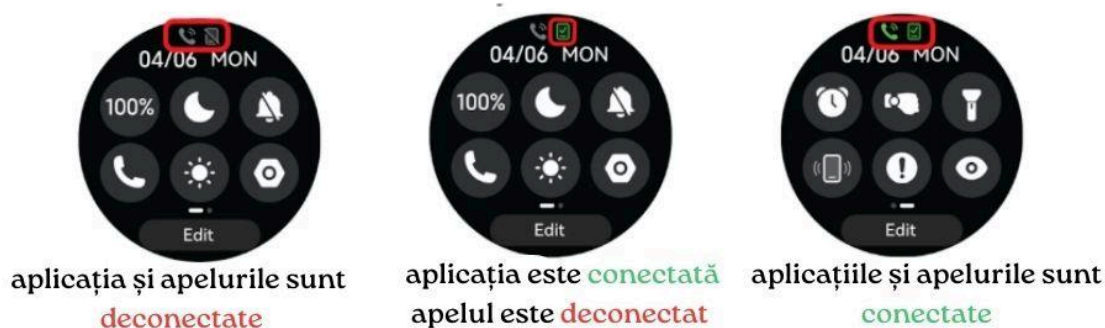 04/06 MON
100%
Edit
aplicația și apelurile sunt
deconectate
04/06 MON
100%
Edit
aplicația este conectată
apelul este deconectat
04/06 MON
Edit
aplicațiile și apelurile sunt
conectate